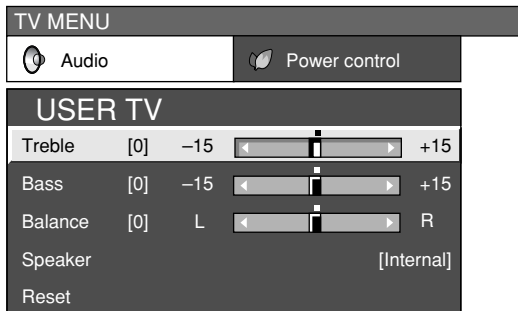 TV MENU
Audio Power control
USER TV
Treble [0] –15 +15
Bass [0] –15 +15
Balance [0] L R
Speaker [Internal]
Reset